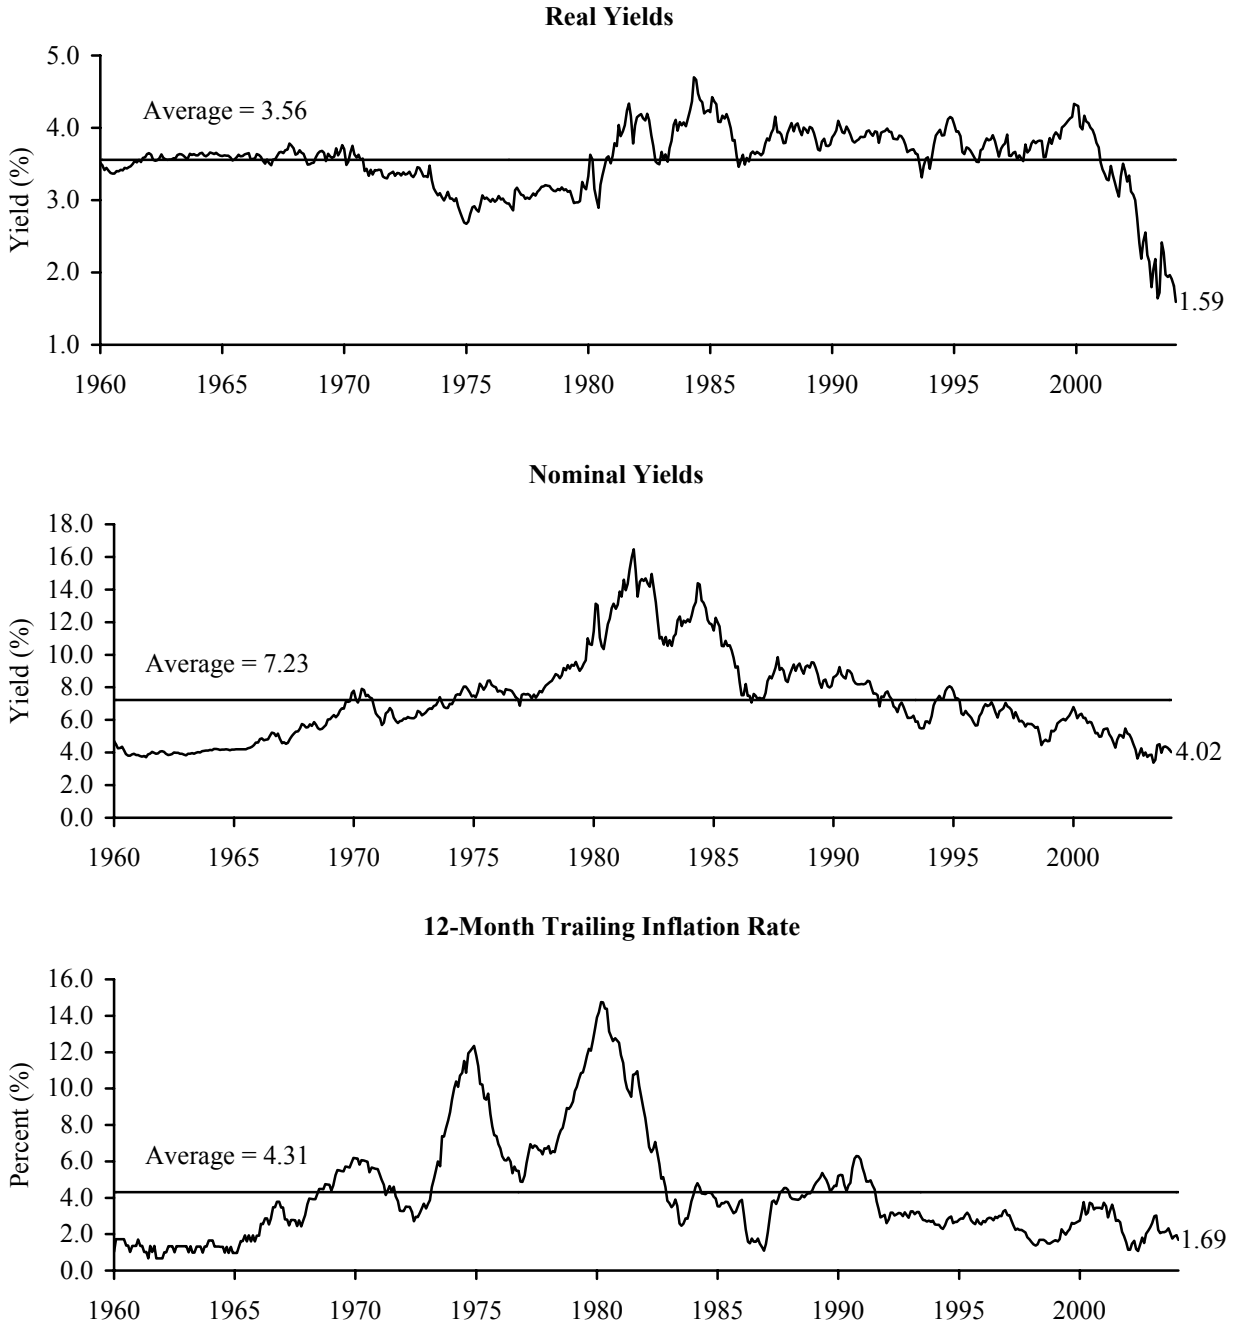 Real Yields
5.0
Average = 3.56
4.0
3.0
2.0
1.59
1.0
Yield (%)
1960 1965 1970 1975 1980 1985 1990 1995 2000
Nominal Yields
18.0
16.0
14.0
12.0
10.0
Average = 7.23
8.0
6.0
4.0
4.02
2.0
0.0
Yield (%)
1960 1965 1970 1975 1980 1985 1990 1995 2000
12-Month Trailing Inflation Rate
16.0
14.0
12.0
10.0
8.0
Average = 4.31
6.0
4.0
2.0
1.69
0.0
Percent (%)
1960 1965 1970 1975 1980 1985 1990 1995 2000